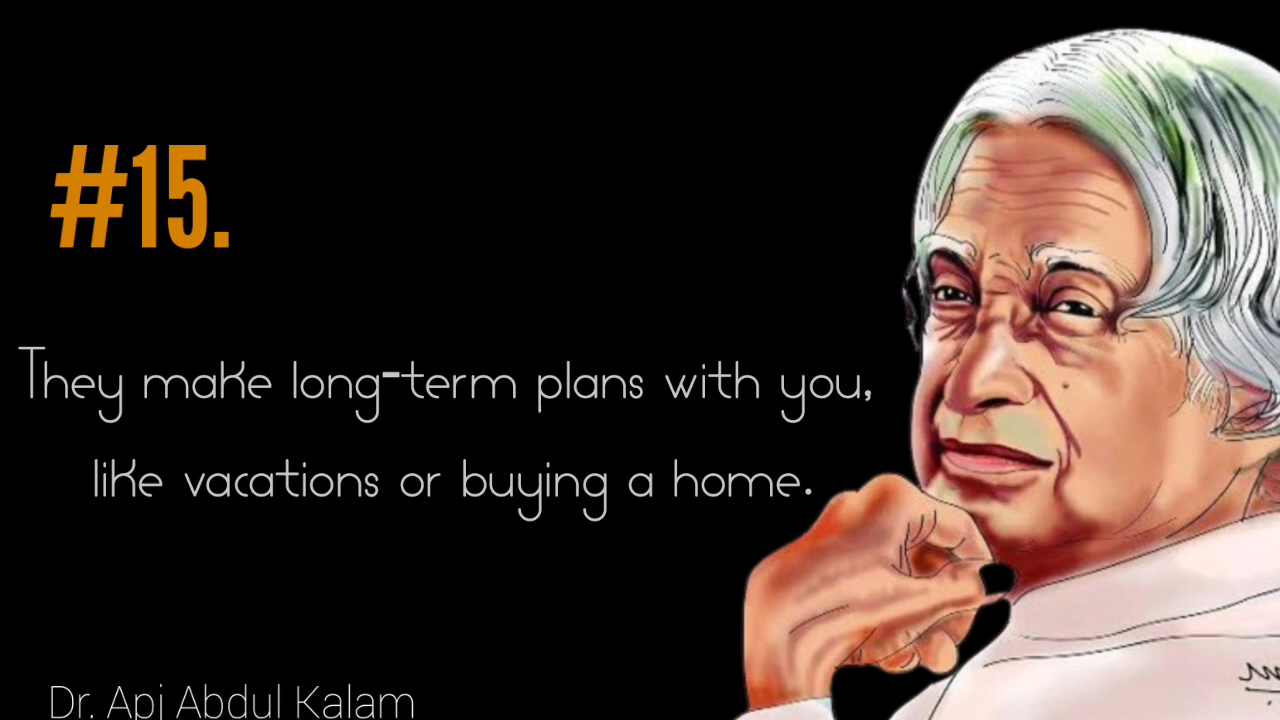 #15.
They make long-term plans with you,
like vacations or buying a home.
Dr. Apj Abdul Kalam